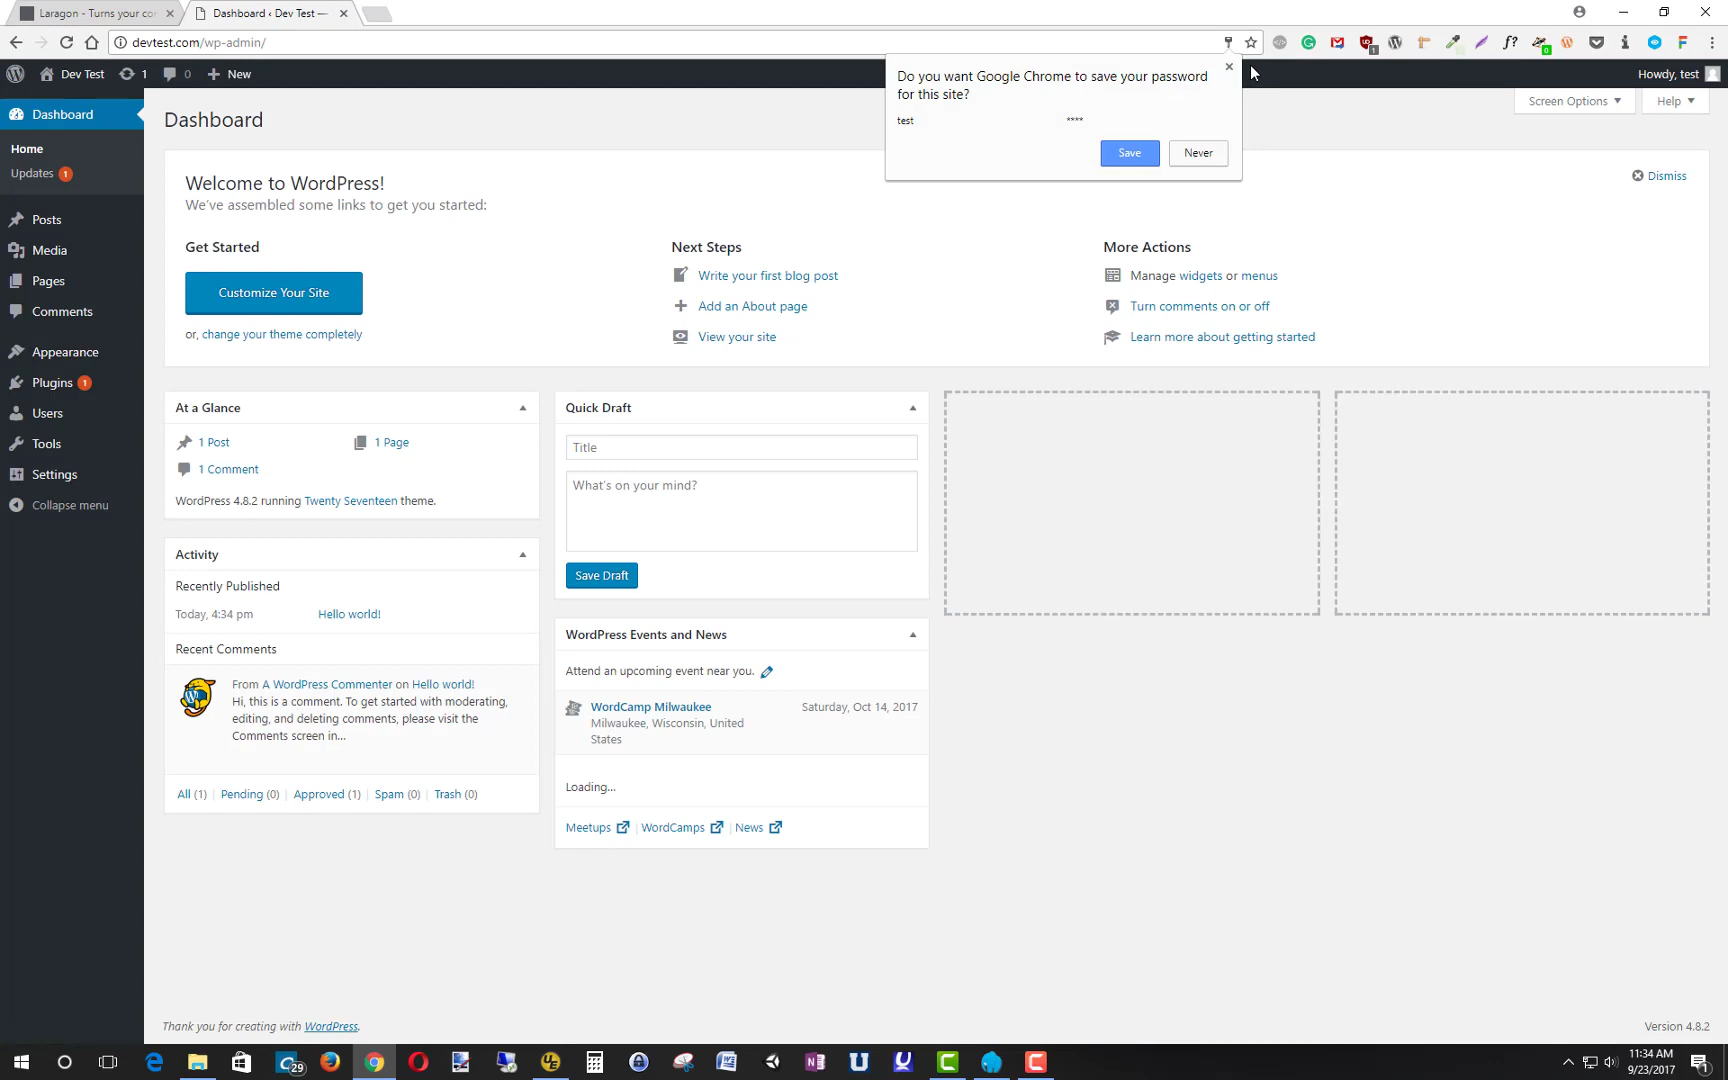 Laragon - Turns your co
Dashboard ‹ Dev Test —
devtest.com/wp-admin/
Dev Test
1
0
New
Howdy, test
Do you want Google Chrome to save your password
for this site?
test
****
Save
Never
Screen Options
Help
Dashboard
Home
Updates 1
Posts
Media
Pages
Comments
Appearance
Plugins 1
Users
Tools
Settings
Collapse menu
Dashboard
Welcome to WordPress!
We've assembled some links to get you started:
Dismiss
Get Started
Customize Your Site
or, change your theme completely
Next Steps
Write your first blog post
Add an About page
View your site
More Actions
Manage widgets or menus
Turn comments on or off
Learn more about getting started
At a Glance
1 Post
1 Page
1 Comment
WordPress 4.8.2 running Twenty Seventeen theme.
Activity
Recently Published
Today, 4:34 pm
Hello world!
Recent Comments
From A WordPress Commenter on Hello world!
Hi, this is a comment. To get started with moderating,
editing, and deleting comments, please visit the
Comments screen in...
All (1) | Pending (0) | Approved (1) | Spam (0) | Trash (0)
Quick Draft
Title
What's on your mind?
Save Draft
WordPress Events and News
Attend an upcoming event near you.
WordCamp Milwaukee
Saturday, Oct 14, 2017
Milwaukee, Wisconsin, United
States
Loading...
Meetups | WordCamps | News
Thank you for creating with WordPress.
Version 4.8.2
29
11:34 AM
9/23/2017
1